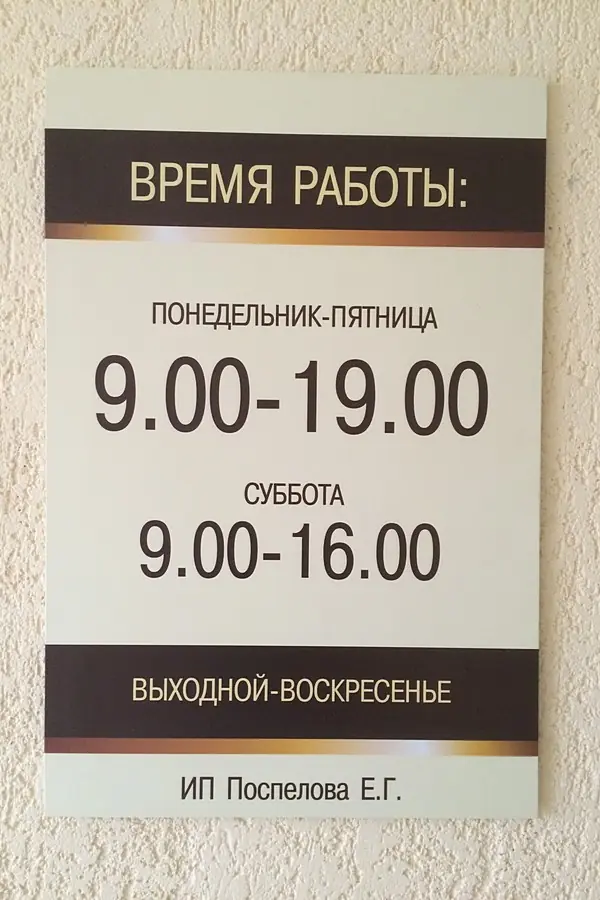 ВРЕМЯ РАБОТЫ:
ПОНЕДЕЛЬНИК-ПЯТНИЦА
9.00-19.00
СУББОТА
9.00-16.00
ВЫХОДНОЙ-ВОСКРЕСЕНЬЕ
ИП Поспелова Е.Г.